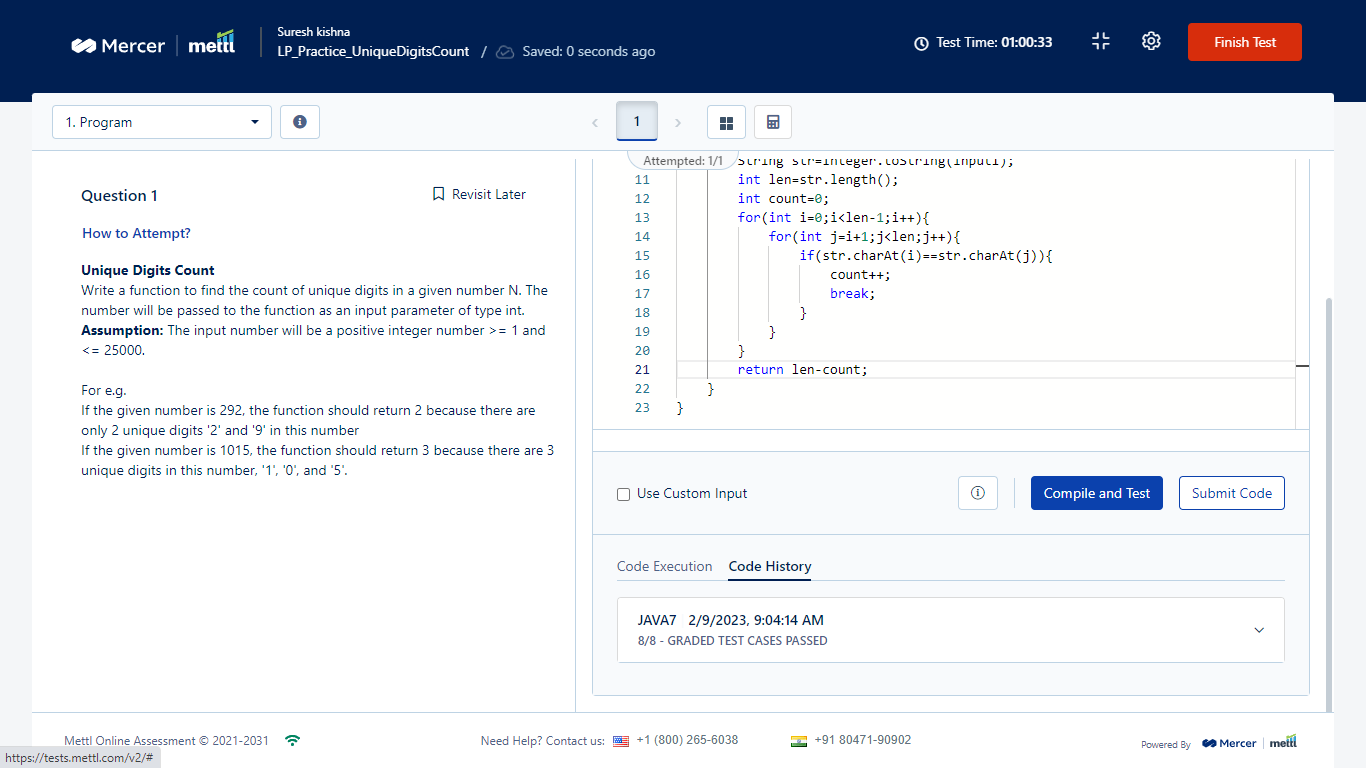 Mercer mettl
Suresh kishna
LP_Practice_UniqueDigitsCount / Saved: 0 seconds ago
Test Time: 01:00:33
Finish Test
1. Program
1
Attempted: 1/1
Question 1
Revisit Later
How to Attempt?
Unique Digits Count
Write a function to find the count of unique digits in a given number N. The
number will be passed to the function as an input parameter of type int.
Assumption: The input number will be a positive integer number >= 1 and
<= 25000.
For e.g.
If the given number is 292, the function should return 2 because there are
only 2 unique digits '2' and '9' in this number
If the given number is 1015, the function should return 3 because there are 3
unique digits in this number, '1', '0', and '5'.
String str=Integer.toString(input1);
11 int len=str.length();
12 int count=0;
13 for(int i=0;i<len-1;i++){
14 for(int j=i+1;j<len;j++){
15 if(str.charAt(i)==str.charAt(j)){
16 count++;
17 break;
18 }
19 }
20 }
21 return len-count;
22 }
23 }
Use Custom Input
Compile and Test
Submit Code
Code Execution Code History
JAVA7 2/9/2023, 9:04:14 AM
8/8 - GRADED TEST CASES PASSED
Mettl Online Assessment © 2021-2031
Need Help? Contact us: +1 (800) 265-6038 +91 80471-90902
Powered By Mercer mettl
https://tests.mettl.com/v2/#